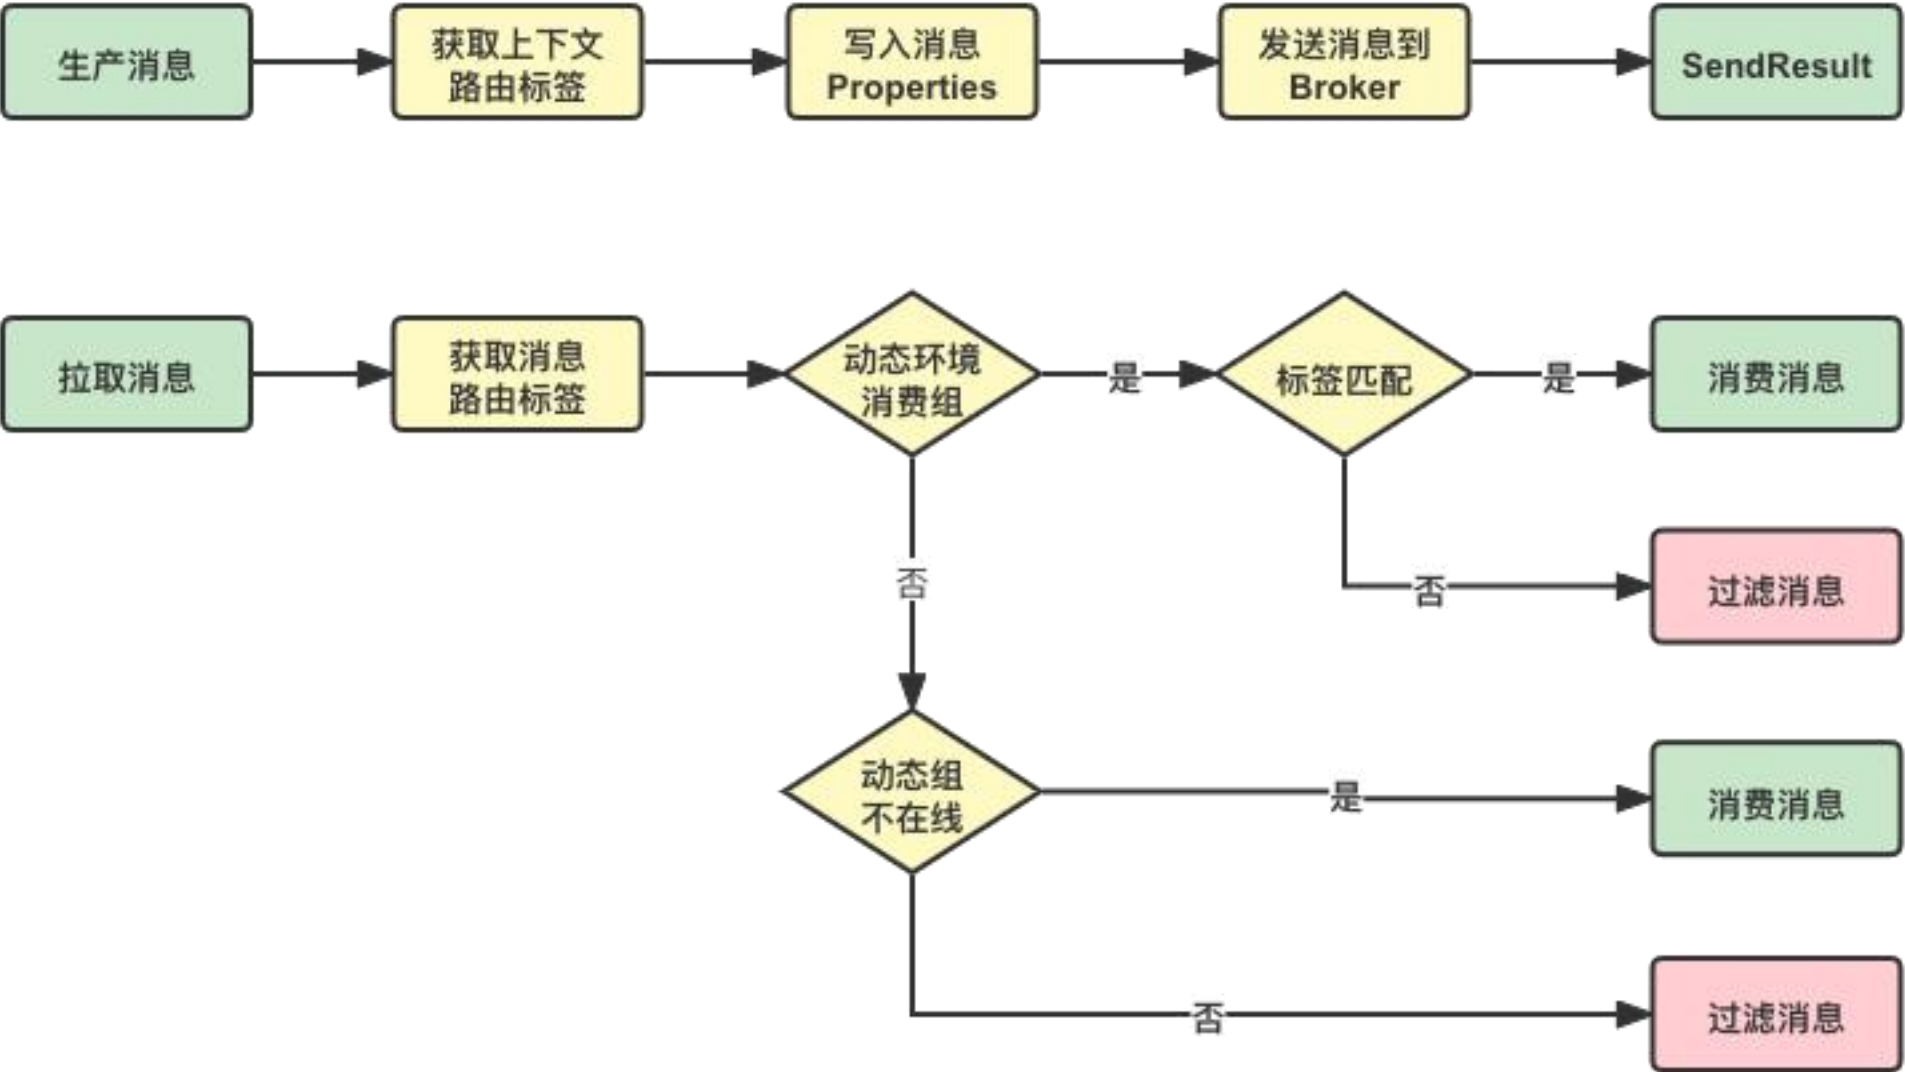 生产消息
获取上下文
路由标签
写入消息
Properties
发送消息到
Broker
SendResult
拉取消息
获取消息
路由标签
动态环境
消费组
是
标签匹配
是
消费消息
否
否
过滤消息
动态组
不在线
是
消费消息
否
过滤消息